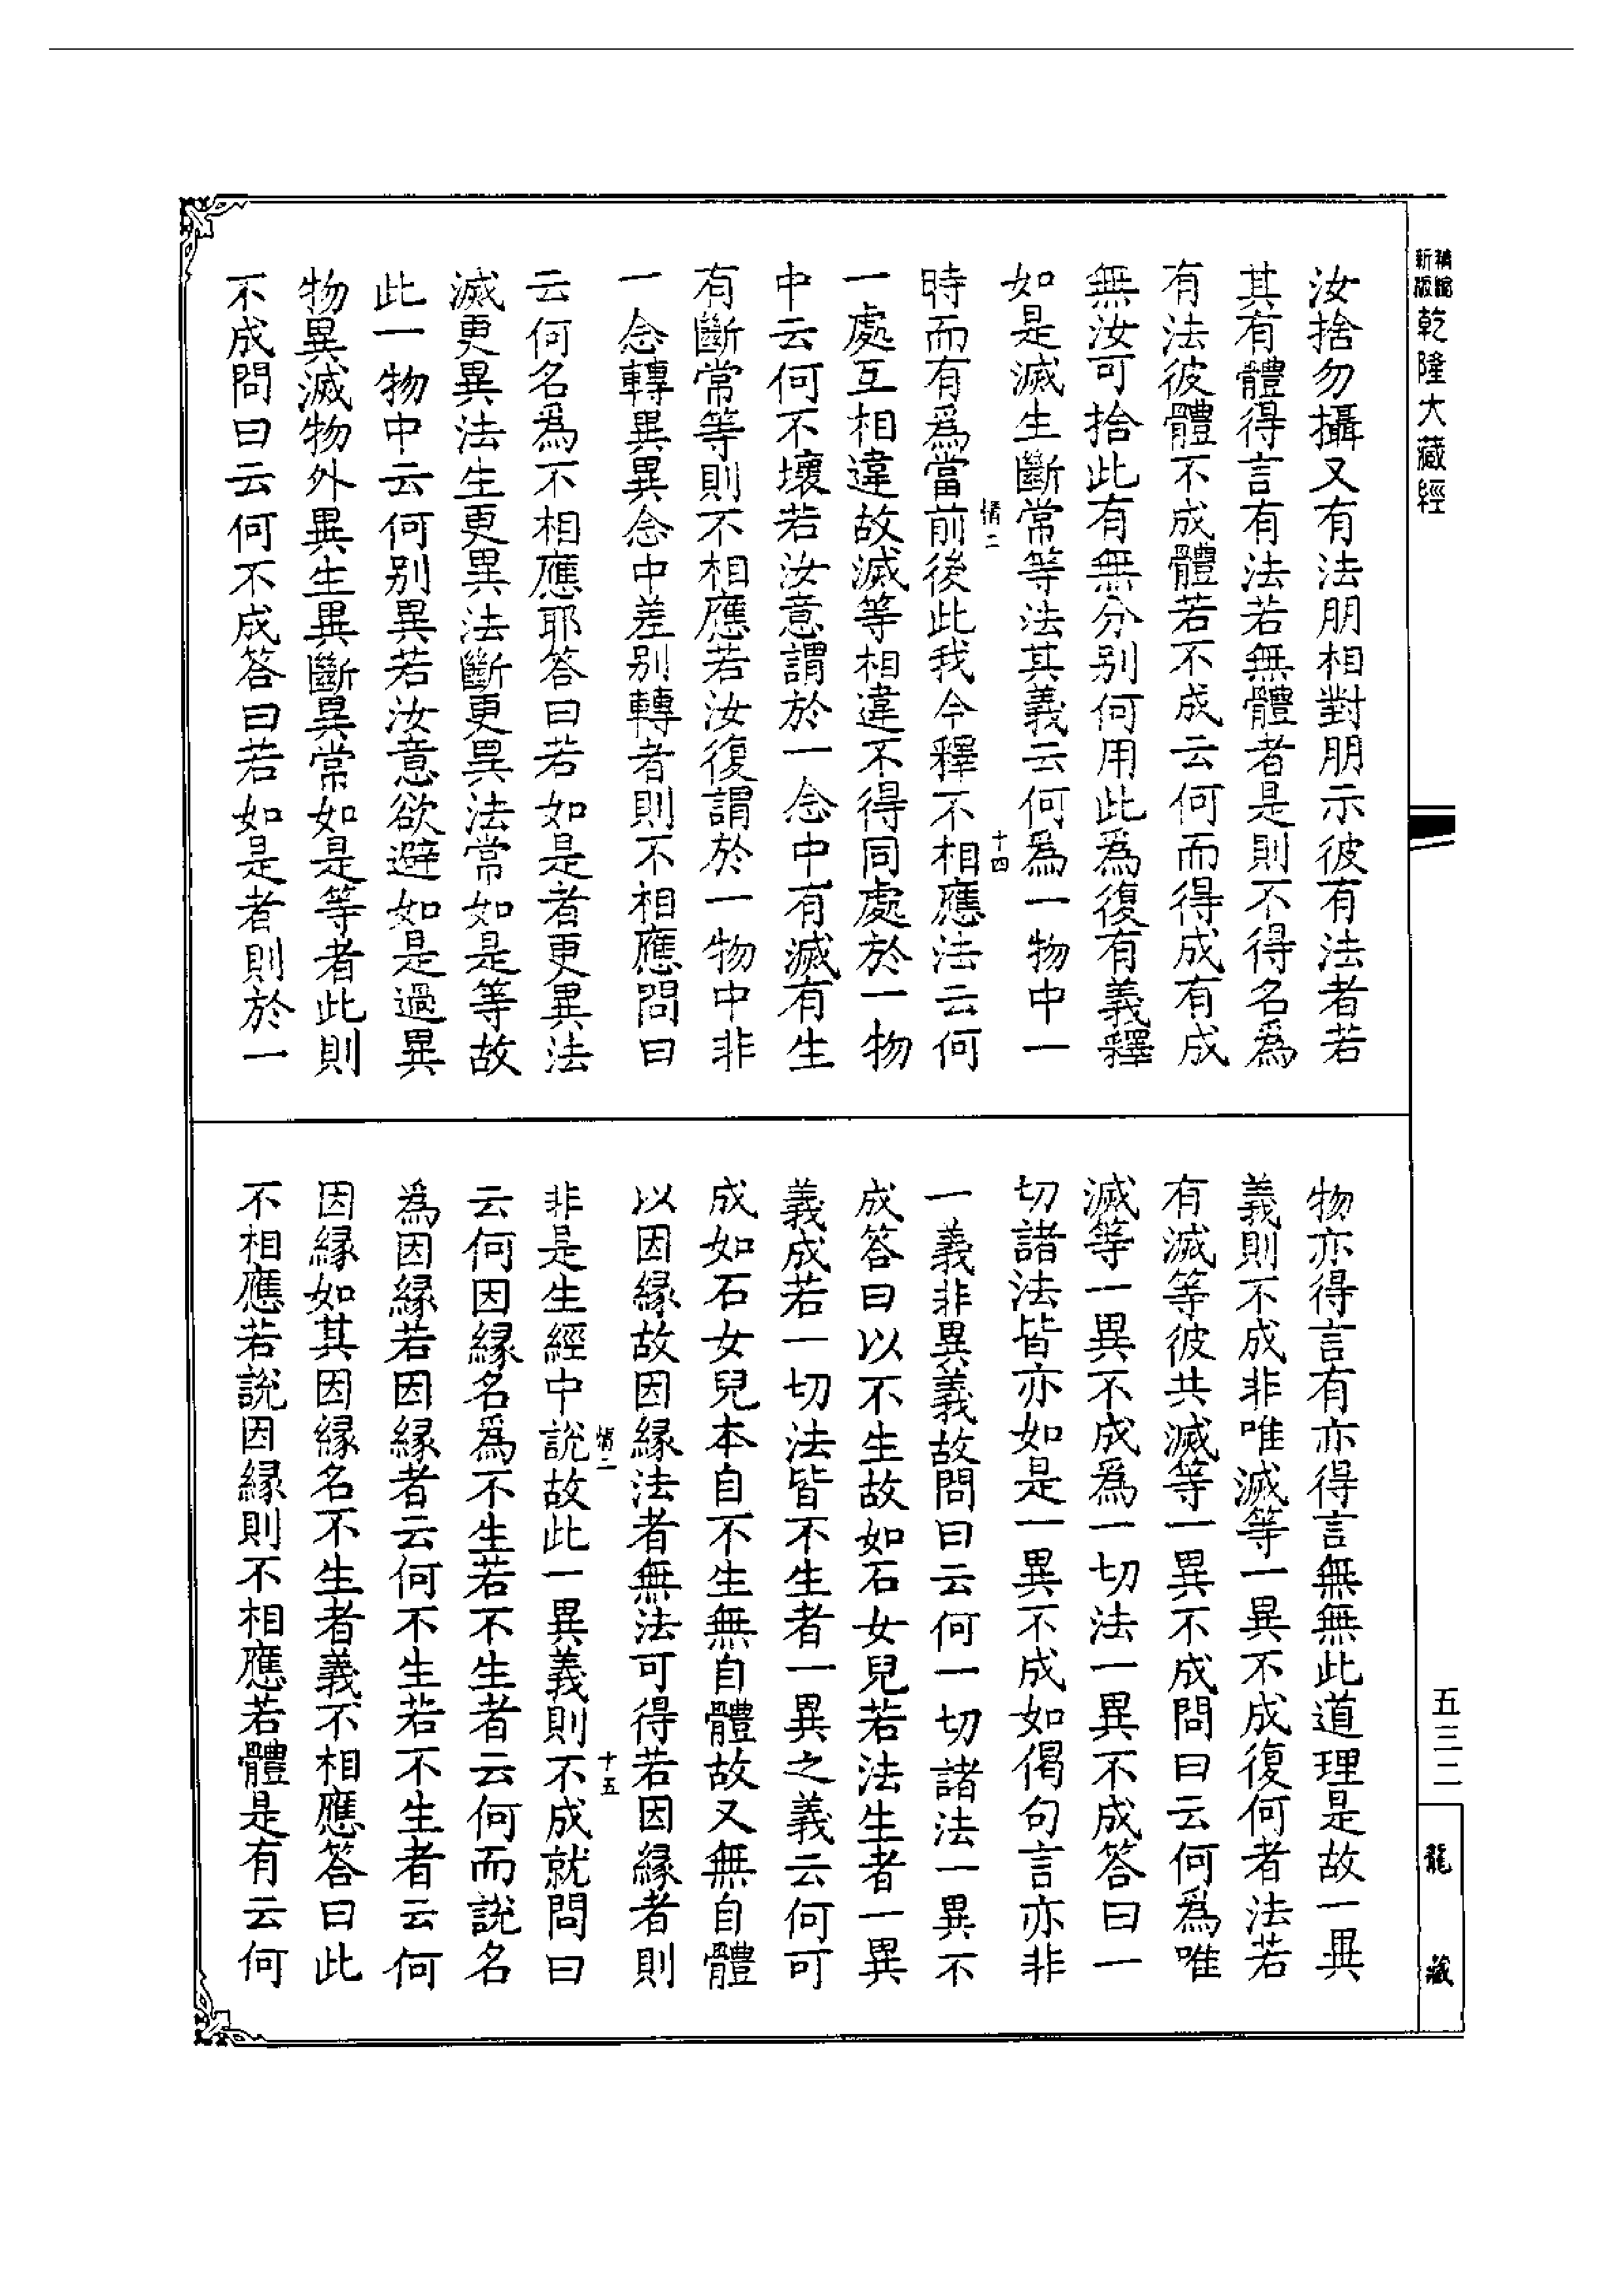 新編
縮版
乾隆大藏經
汝捨勿攝又有法朋相對朋示彼有法者若
其有體得言有法若無體者是則不得名爲
有法彼體不成體若不成云何而得成有成
無汝可捨此有無分别何用此爲復有義釋
如是滅生斷常等法其義云何爲一物中一
時而有爲當前後此我今釋不相應法云何
情二
十四
一處互相違故滅等相違不得同處於一物
中云何不壞若汝意謂於一念中有滅有生
有斷常等則不相應若汝復謂於一物中非
一念轉異異念中差别轉者則不相應問曰
云何名爲不相應耶答曰若如是者更異法
滅更異法生更異法斷更異法常如是等故
此一物中云何别異若汝意欲避如是過異
物異滅物外異生異斷異常如是等者此則
不成問曰云何不成答曰若如是者則於一
物亦得言有亦得言無無此道理是故一異
義則不成非唯滅等一異不成復何者法若
有滅等彼共滅等一異不成問曰云何爲唯
滅等一異不成爲一切法一異不成答曰一
切諸法皆亦如是一異不成如偈句言亦非
一義非異義故問曰云何一切諸法一異不
成答曰以不生故如石女兒若法生者一異
義成若一切法皆不生者一異之義云何可
成如石女兒本自不生無自體故又無自體
以因縁故因縁法者無法可得若因縁者則
非是生經中說故此一異義則不成就問曰
情二
十五
云何因縁名爲不生若不生者云何而說名
爲因縁若因縁者云何不生若不生者云何
因縁如其因縁名不生者義不相應答曰此
不相應若說因縁則不相應若體是有云何
五三二
龍藏